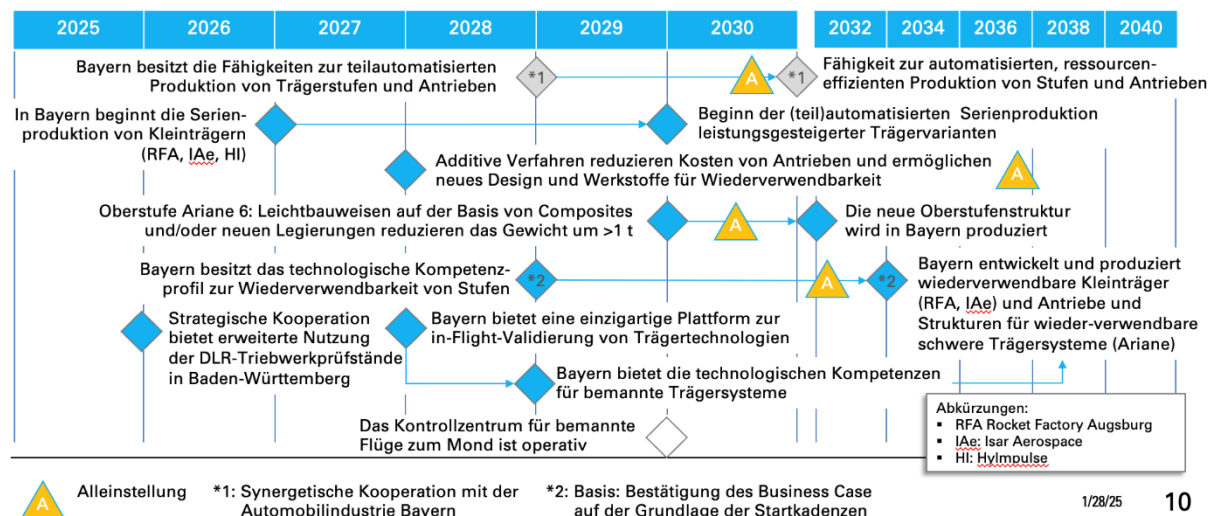 2025 2026 2027 2028 2029 2030 2032 2034 2036 2038 2040
Bayern besitzt die Fähigkeiten zur teilautomatisierten
Produktion von Trägerstufen und Antrieben
*1
A
*1
Fähigkeit zur automatisierten, ressourcen-
effizienten Produktion von Stufen und Antrieben
In Bayern beginnt die Serien-
produktion von Kleinträgern
(RFA, IAe, HI)
Beginn der (teil)automatisierten Serienproduktion
leistungsgesteigerter Trägervarianten
Additive Verfahren reduzieren Kosten von Antrieben und ermöglichen
neues Design und Werkstoffe für Wiederverwendbarkeit
A
Oberstufe Ariane 6: Leichtbauweisen auf der Basis von Composites
und/oder neuen Legierungen reduzieren das Gewicht um >1 t
A
Die neue Oberstufenstruktur
wird in Bayern produziert
Bayern besitzt das technologische Kompetenz-
profil zur Wiederverwendbarkeit von Stufen
*2
A
*2
Bayern entwickelt und produziert
wiederverwendbare Kleinträger
(RFA, IAe) und Antriebe und
Strukturen für wieder-verwendbare
schwere Trägersysteme (Ariane)
Strategische Kooperation
bietet erweiterte Nutzung
der DLR-Triebwerkprüfstände
in Baden-Württemberg
Bayern bietet eine einzigartige Plattform zur
in-Flight-Validierung von Trägertechnologien
Bayern bietet die technologischen Kompetenzen
für bemannte Trägersysteme
Das Kontrollzentrum für bemannte
Flüge zum Mond ist operativ
Abkürzungen:
▪ RFA Rocket Factory Augsburg
▪ IAe: Isar Aerospace
▪ HI: HyImpulse
A
Alleinstellung
*1: Synergetische Kooperation mit der
Automobilindustrie Bayern
*2: Basis: Bestätigung des Business Case
auf der Grundlage der Startkadenzen
1/28/25
10